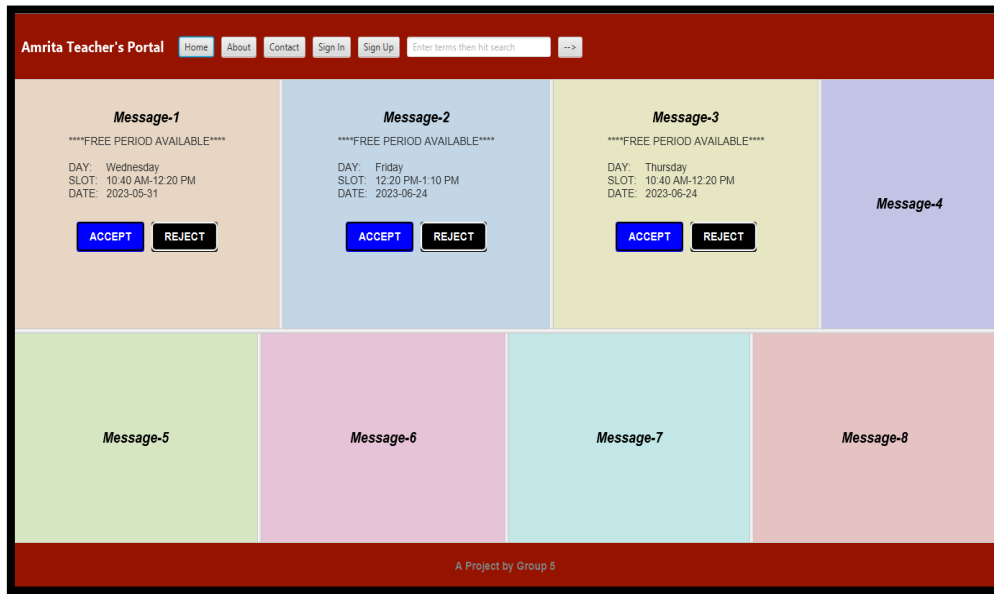 Amrita Teacher's Portal Home About Contact Sign In Sign Up Enter terms then hit search -->
Message-1
****FREE PERIOD AVAILABLE****
DAY: Wednesday
SLOT: 10:40 AM-12:20 PM
DATE: 2023-05-31
ACCEPT REJECT
Message-2
****FREE PERIOD AVAILABLE****
DAY: Friday
SLOT: 12:20 PM-1:10 PM
DATE: 2023-06-24
ACCEPT REJECT
Message-3
****FREE PERIOD AVAILABLE****
DAY: Thursday
SLOT: 10:40 AM-12:20 PM
DATE: 2023-06-24
ACCEPT REJECT
Message-4
Message-5
Message-6
Message-7
Message-8
A Project by Group 5